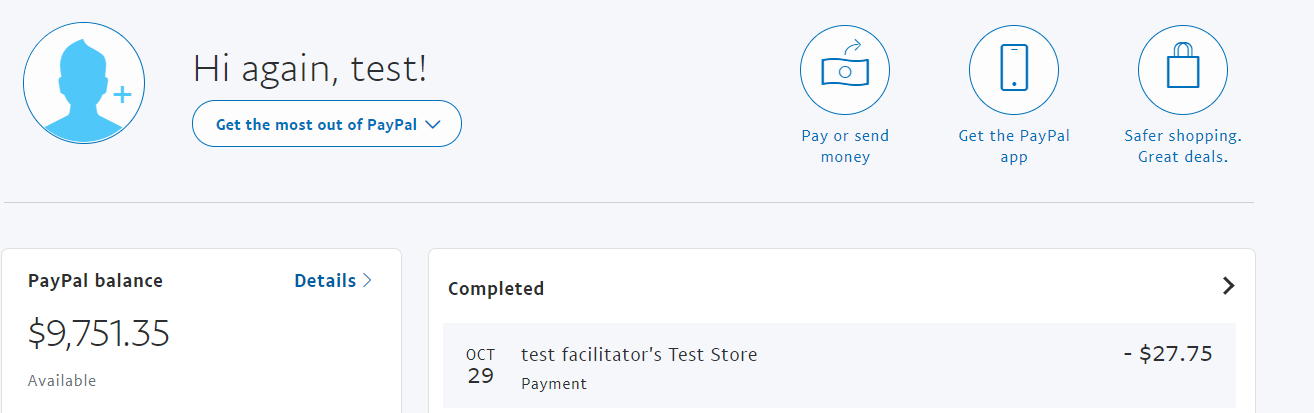 Hi again, test!
Get the most out of PayPal
Pay or send
money
Get the PayPal
app
Safer shopping.
Great deals.
PayPal balance
Details
$9,751.35
Available
Completed
OCT
29
test facilitator's Test Store
Payment
- $27.75